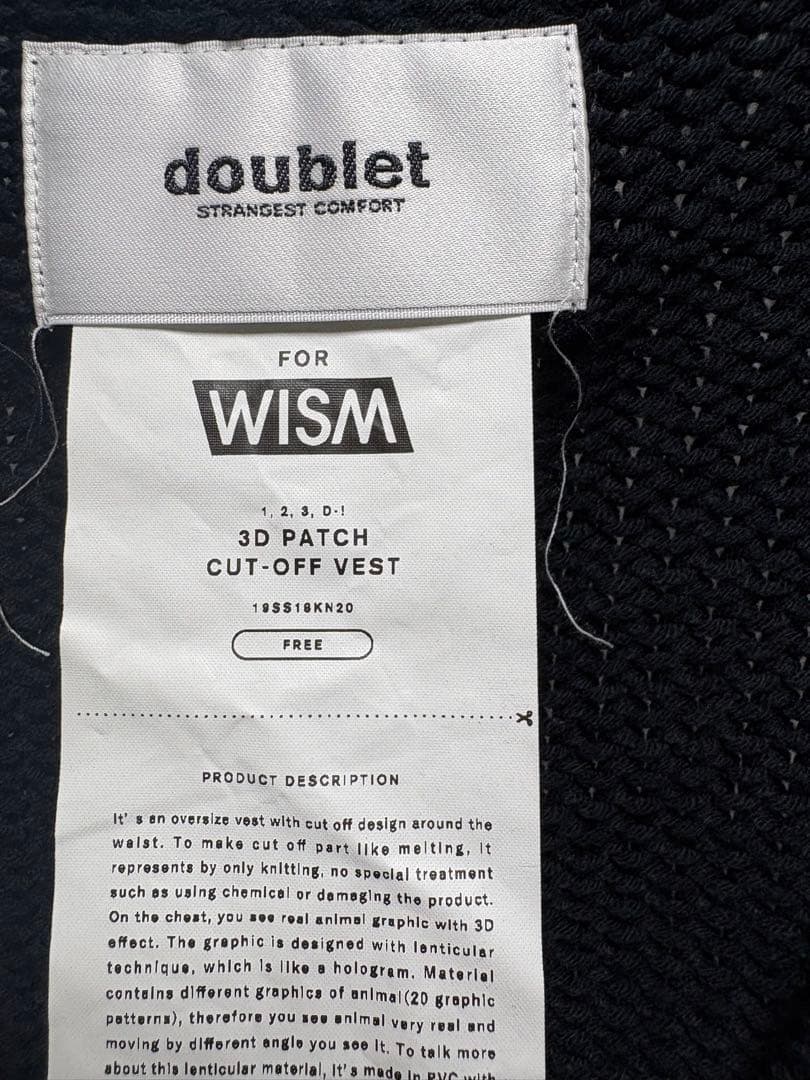 doublet
STRANGEST COMFORT
FOR
WISM
1, 2, 3, D-!
3D PATCH
CUT-OFF VEST
19SS18KN20
FREE
PRODUCT DESCRIPTION
It's an oversize vest with cut off design around the
waist. To make cut off part like melting, it
represents by only knitting, no special treatment
such as using chemical or damaging the product.
On the chest, you see real animal graphic with 3D
effect. The graphic is designed with lenticular
technique, which is like a hologram. Material
contains different graphics of animal(20 graphic
patterns), therefore you see animal very real and
moving by different angle you see it. To talk more
about this lenticular material, it's made in PVC with